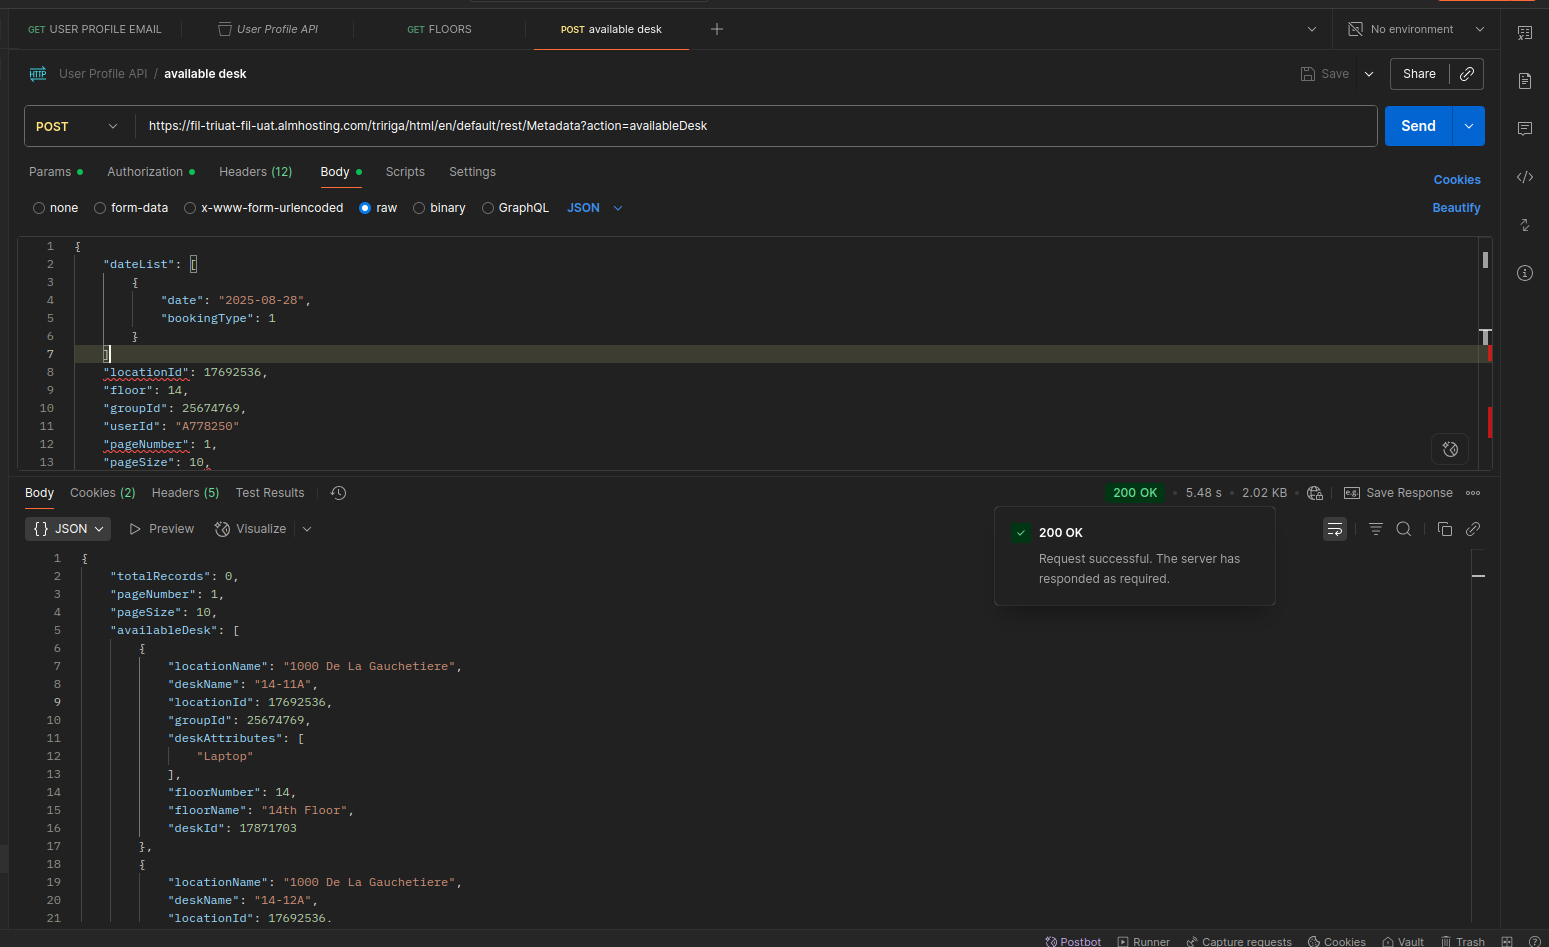 GET USER PROFILE EMAIL
User Profile API
GET FLOORS
POST available desk
No environment
HTTP User Profile API / available desk
Save
Share
POST
https://fil-triuat-fil-uat.almhosting.com/tririga/html/en/default/rest/Metadata?action=availableDesk
Send
Params
Authorization
Headers (12)
Body
Scripts
Settings
Cookies
none
form-data
x-www-form-urlencoded
raw
binary
GraphQL
JSON
Beautify
1 {
2 "dateList": [
3 {
4 "date": "2025-08-28",
5 "bookingType": 1
6 }
7 ]
8 "locationId": 17692536,
9 "floor": 14,
10 "groupId": 25674769,
11 "userId": "A778250"
12 "pageNumber": 1,
13 "pageSize": 10,
Body
Cookies (2)
Headers (5)
Test Results
200 OK
5.48 s
2.02 KB
e.g. Save Response
{} JSON
Preview
Visualize
200 OK
Request successful. The server has
responded as required.
1 {
2 "totalRecords": 0,
3 "pageNumber": 1,
4 "pageSize": 10,
5 "availableDesk": [
6 {
7 "locationName": "1000 De La Gauchetiere",
8 "deskName": "14-11A",
9 "locationId": 17692536,
10 "groupId": 25674769,
11 "deskAttributes": [
12 "Laptop"
13 ],
14 "floorNumber": 14,
15 "floorName": "14th Floor",
16 "deskId": 17871703
17 },
18 {
19 "locationName": "1000 De La Gauchetiere",
20 "deskName": "14-12A",
21 "locationId": 17692536,
Postbot
Runner
Capture requests
Cookies
Vault
Trash